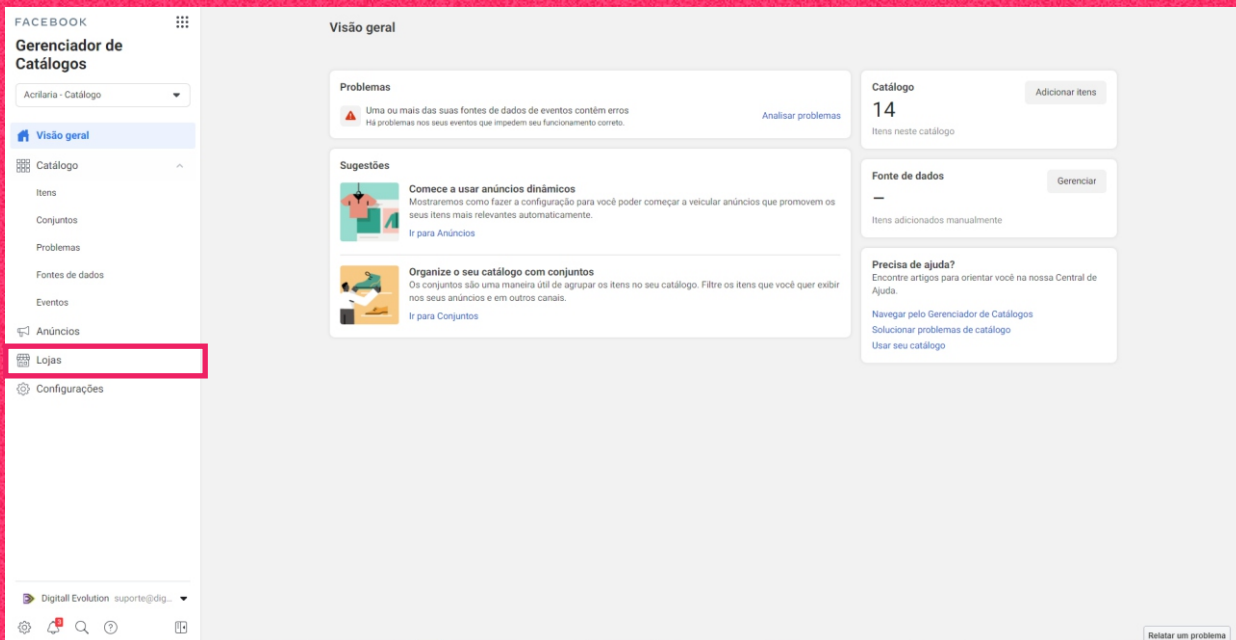 FACEBOOK
Gerenciador de
Catálogos
Acrilaria - Catálogo
Visão geral
Catálogo
Itens
Conjuntos
Problemas
Fontes de dados
Eventos
Anúncios
Lojas
Configurações
Digitall Evolution suporte@dig...
3
Visão geral
Problemas
Uma ou mais das suas fontes de dados de eventos contêm erros
Há problemas nos seus eventos que impedem seu funcionamento correto.
Analisar problemas
Sugestões
Comece a usar anúncios dinâmicos
Mostraremos como fazer a configuração para você poder começar a veicular anúncios que promovem os
seus itens mais relevantes automaticamente.
Ir para Anúncios
Organize o seu catálogo com conjuntos
Os conjuntos são uma maneira útil de agrupar os itens no seu catálogo. Filtre os itens que você quer exibir
nos seus anúncios e em outros canais.
Ir para Conjuntos
Catálogo
Adicionar itens
14
Itens neste catálogo
Fonte de dados
Gerenciar
—
Itens adicionados manualmente
Precisa de ajuda?
Encontre artigos para orientar você na nossa Central de
Ajuda.
Navegar pelo Gerenciador de Catálogos
Solucionar problemas de catálogo
Usar seu catálogo
Relatar um problema